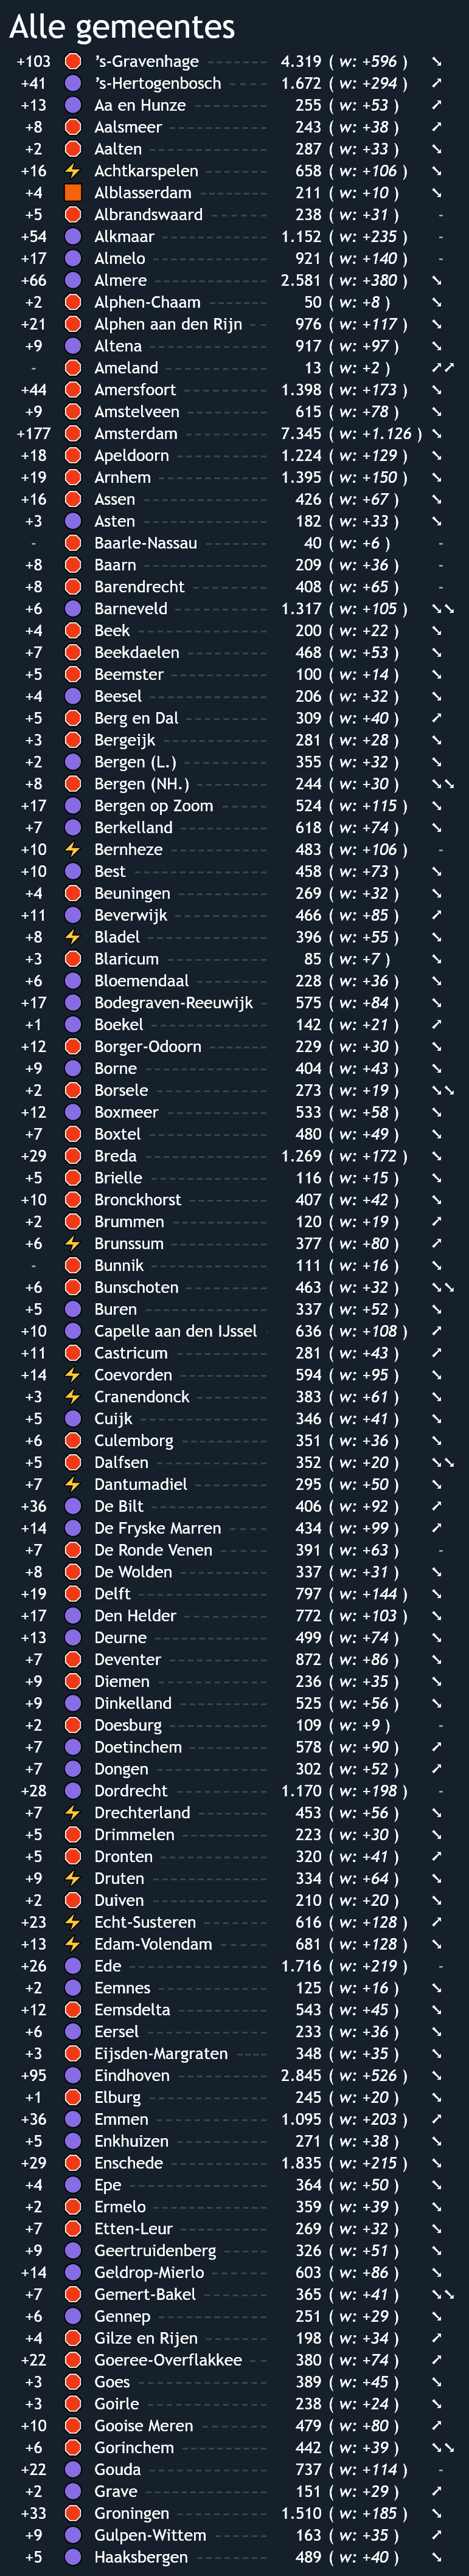 Alle gemeentes
+103 's-Gravenhage 4.319 ( w: +596 )
+41 's-Hertogenbosch 1.672 ( w: +294 )
+13 Aa en Hunze 255 ( w: +53 )
+8 Aalsmeer 243 ( w: +38 )
+2 Aalten 287 ( w: +33 )
+16 Achtkarspelen 658 ( w: +106 )
+4 Alblasserdam 211 ( w: +10 )
+5 Albrandswaard 238 ( w: +31 ) -
+54 Alkmaar 1.152 ( w: +235 ) -
+17 Almelo 921 ( w: +140 ) -
+66 Almere 2.581 ( w: +380 )
+2 Alphen-Chaam 50 ( w: +8 )
+21 Alphen aan den Rijn 976 ( w: +117 )
+9 Altena 917 ( w: +97 )
- Ameland 13 ( w: +2 )
+44 Amersfoort 1.398 ( w: +173 )
+9 Amstelveen 615 ( w: +78 )
+177 Amsterdam 7.345 ( w: +1.126 )
+18 Apeldoorn 1.224 ( w: +129 )
+19 Arnhem 1.395 ( w: +150 )
+16 Assen 426 ( w: +67 )
+3 Asten 182 ( w: +33 )
- Baarle-Nassau 40 ( w: +6 ) -
+8 Baarn 209 ( w: +36 ) -
+8 Barendrecht 408 ( w: +65 ) -
+6 Barneveld 1.317 ( w: +105 )
+4 Beek 200 ( w: +22 )
+7 Beekdaelen 468 ( w: +53 )
+5 Beemster 100 ( w: +14 )
+4 Beesel 206 ( w: +32 )
+5 Berg en Dal 309 ( w: +40 )
+3 Bergeijk 281 ( w: +28 )
+2 Bergen (L.) 355 ( w: +32 )
+8 Bergen (NH.) 244 ( w: +30 )
+17 Bergen op Zoom 524 ( w: +115 )
+7 Berkelland 618 ( w: +74 )
+10 Bernheze 483 ( w: +106 ) -
+10 Best 458 ( w: +73 )
+4 Beuningen 269 ( w: +32 )
+11 Beverwijk 466 ( w: +85 )
+8 Bladel 396 ( w: +55 )
+3 Blaricum 85 ( w: +7 )
+6 Bloemendaal 228 ( w: +36 )
+17 Bodegraven-Reeuwijk 575 ( w: +84 )
+1 Boekel 142 ( w: +21 )
+12 Borger-Odoorn 229 ( w: +30 )
+9 Borne 404 ( w: +43 )
+2 Borsele 273 ( w: +19 )
+12 Boxmeer 533 ( w: +58 )
+7 Boxtel 480 ( w: +49 )
+29 Breda 1.269 ( w: +172 )
+5 Brielle 116 ( w: +15 )
+10 Bronckhorst 407 ( w: +42 )
+2 Brummen 120 ( w: +19 )
+6 Brunssum 377 ( w: +80 )
- Bunnik 111 ( w: +16 )
+6 Bunschoten 463 ( w: +32 )
+5 Buren 337 ( w: +52 )
+10 Capelle aan den IJssel 636 ( w: +108 )
+11 Castricum 281 ( w: +43 )
+14 Coevorden 594 ( w: +95 )
+3 Cranendonck 383 ( w: +61 )
+5 Cuijk 346 ( w: +41 )
+6 Culemborg 351 ( w: +36 )
+5 Dalfsen 352 ( w: +20 )
+7 Dantumadiel 295 ( w: +50 )
+36 De Bilt 406 ( w: +92 )
+14 De Fryske Marren 434 ( w: +99 )
+7 De Ronde Venen 391 ( w: +63 ) -
+8 De Wolden 337 ( w: +31 )
+19 Delft 797 ( w: +144 )
+17 Den Helder 772 ( w: +103 )
+13 Deurne 499 ( w: +74 )
+7 Deventer 872 ( w: +86 )
+9 Diemen 236 ( w: +35 )
+9 Dinkelland 525 ( w: +56 )
+2 Doesburg 109 ( w: +9 ) -
+7 Doetinchem 578 ( w: +90 )
+7 Dongen 302 ( w: +52 )
+28 Dordrecht 1.170 ( w: +198 ) -
+7 Drechterland 453 ( w: +56 )
+5 Drimmelen 223 ( w: +30 )
+5 Dronten 320 ( w: +41 )
+9 Druten 334 ( w: +64 )
+2 Duiven 210 ( w: +20 )
+23 Echt-Susteren 616 ( w: +128 )
+13 Edam-Volendam 681 ( w: +128 )
+26 Ede 1.716 ( w: +219 ) -
+2 Eemnes 125 ( w: +16 )
+12 Eemsdelta 543 ( w: +45 )
+6 Eersel 233 ( w: +36 )
+3 Eijsden-Margraten 348 ( w: +35 )
+95 Eindhoven 2.845 ( w: +526 )
+1 Elburg 245 ( w: +20 )
+36 Emmen 1.095 ( w: +203 )
+5 Enkhuizen 271 ( w: +38 )
+29 Enschede 1.835 ( w: +215 )
+4 Epe 364 ( w: +50 )
+2 Ermelo 359 ( w: +39 )
+7 Etten-Leur 269 ( w: +32 )
+9 Geertruidenberg 326 ( w: +51 )
+14 Geldrop-Mierlo 603 ( w: +86 )
+7 Gemert-Bakel 365 ( w: +41 )
+6 Gennep 251 ( w: +29 )
+4 Gilze en Rijen 198 ( w: +34 )
+22 Goeree-Overflakkee 380 ( w: +74 )
+3 Goes 389 ( w: +45 )
+3 Goirle 238 ( w: +24 )
+10 Gooise Meren 479 ( w: +80 )
+6 Gorinchem 442 ( w: +39 )
+22 Gouda 737 ( w: +114 ) -
+2 Grave 151 ( w: +29 )
+33 Groningen 1.510 ( w: +185 )
+9 Gulpen-Wittem 163 ( w: +35 )
+5 Haaksbergen 489 ( w: +40 )